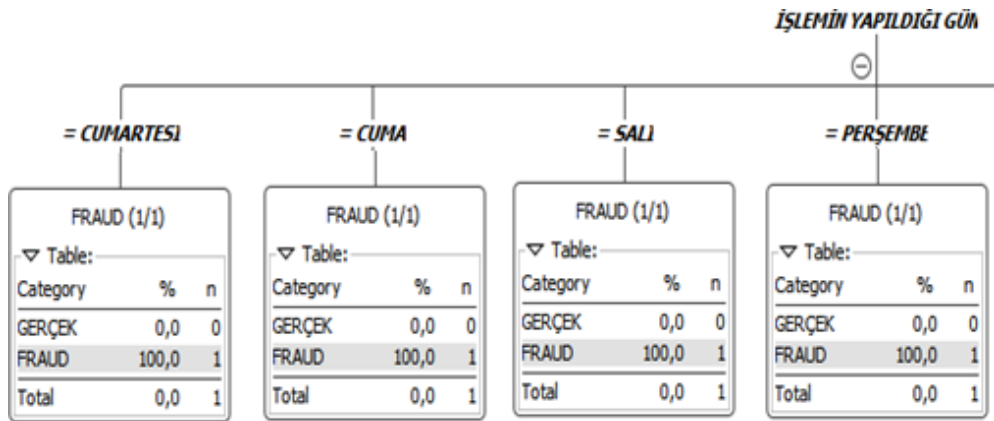 İŞLEMİN YAPILDIĞI GÜN
= CUMARTESİ
= CUMA
= SALI
= PERŞEMBE
FRAUD (1/1)
Table:
Category % n
GERÇEK 0,0 0
FRAUD 100,0 1
Total 0,0 1
FRAUD (1/1)
Table:
Category % n
GERÇEK 0,0 0
FRAUD 100,0 1
Total 0,0 1
FRAUD (1/1)
Table:
Category % n
GERÇEK 0,0 0
FRAUD 100,0 1
Total 0,0 1
FRAUD (1/1)
Table:
Category % n
GERÇEK 0,0 0
FRAUD 100,0 1
Total 0,0 1